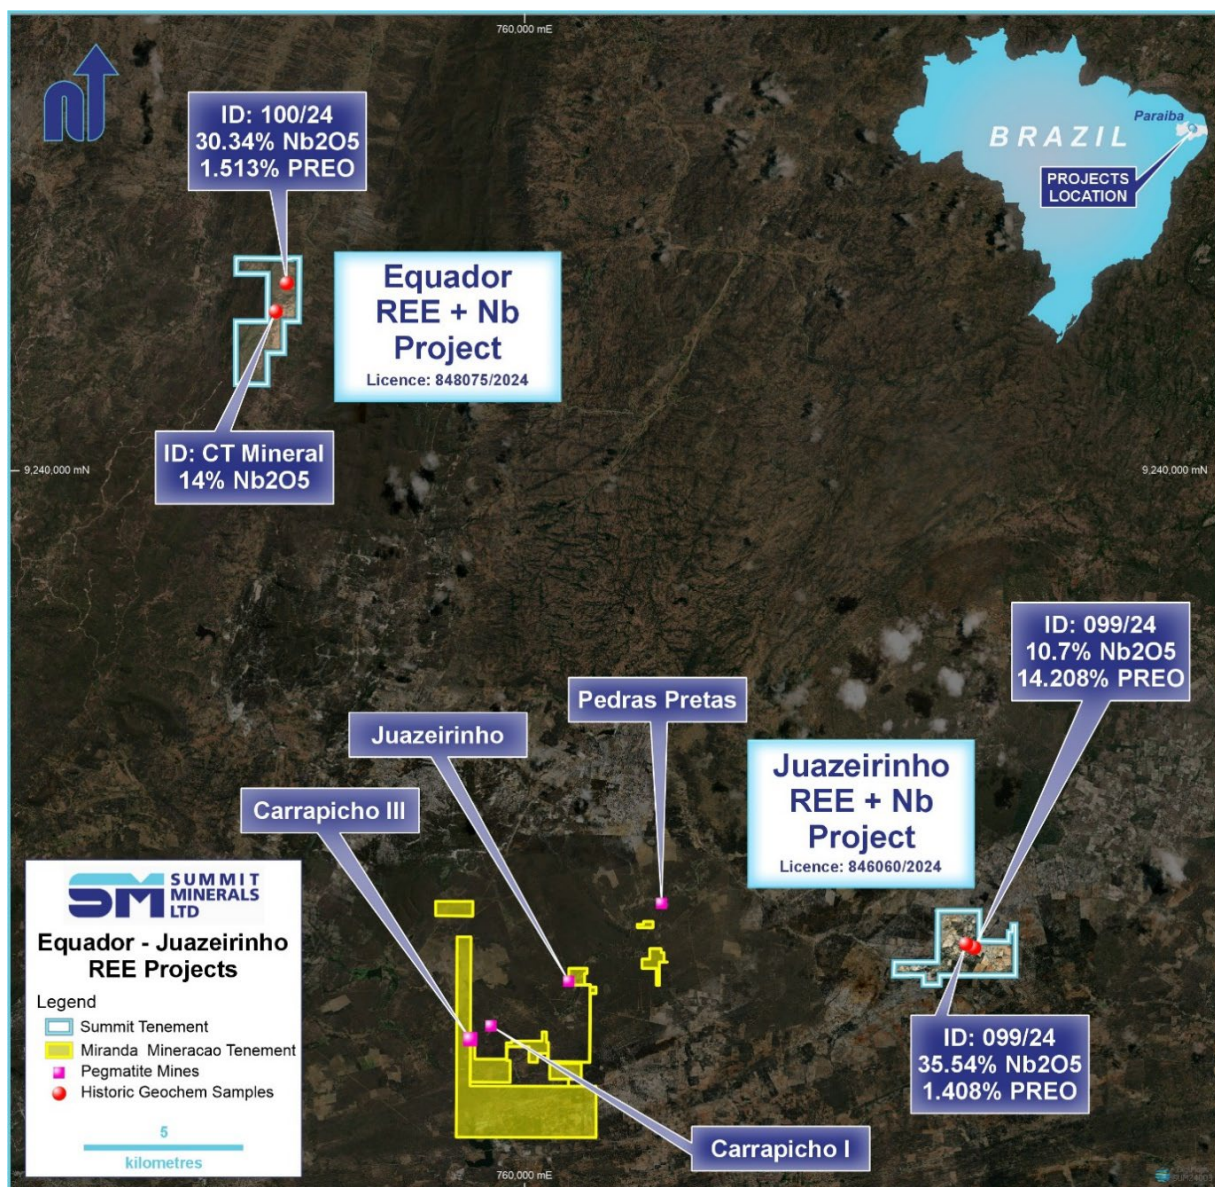 760,000 mE
N
ID: 100/24
30.34% Nb2O5
1.513% PREO
Paraiba
BRAZIL
PROJECTS
LOCATION
Equador
REE + Nb
Project
Licence: 848075/2024
ID: CT Mineral
14% Nb2O5
9,240,000 mN
9,240,000 mN
ID: 099/24
10.7% Nb2O5
14.208% PREO
Pedras Pretas
Juazeirinho
Carrapicho III
Juazeirinho
REE + Nb
Project
Licence: 846060/2024
SM SUMMIT
MINERALS
LTD
Equador - Juazeirinho
REE Projects
Legend
Summit Tenement
Miranda Mineracao Tenement
Pegmatite Mines
Historic Geochem Samples
5
kilometres
ID: 099/24
35.54% Nb2O5
1.408% PREO
Carrapicho I
760,000 mE